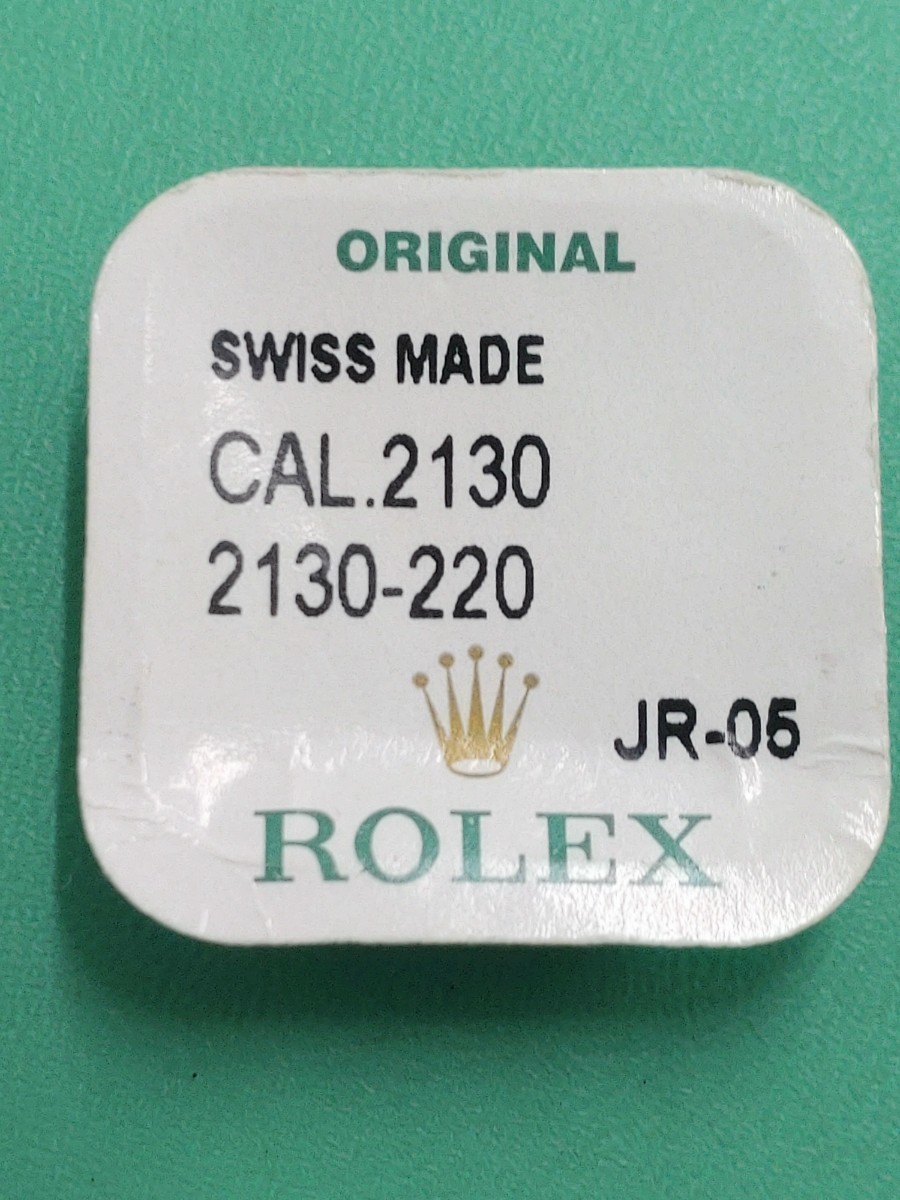 ORIGINAL
SWISS MADE
CAL.2130
2130-220
JR-05
ROLEX